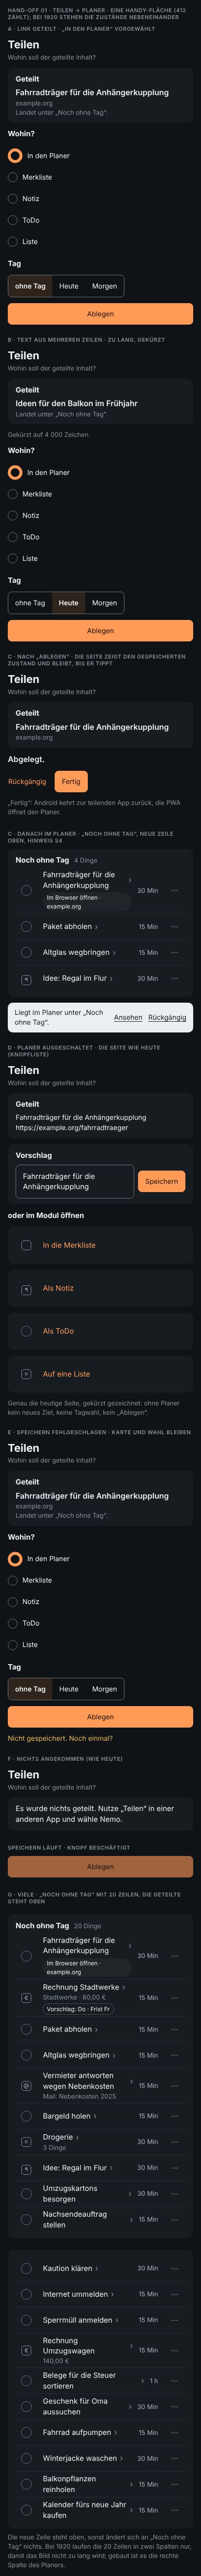 HAND-OFF 01 · TEILEN → PLANER · EINE HANDY-FLÄCHE (412
ZÄHLT); BEI 1920 STEHEN DIE ZUSTÄNDE NEBENEINANDER
A · LINK GETEILT · „IN DEN PLANER“ VORGEWÄHLT
Teilen
Wohin soll der geteilte Inhalt?
Geteilt
Fahrradträger für die Anhängerkupplung
example.org
Landet unter „Noch ohne Tag“.
Wohin?
In den Planer
Merkliste
Notiz
ToDo
Liste
Tag
ohne Tag Heute Morgen
Ablegen
B · TEXT AUS MEHREREN ZEILEN · ZU LANG, GEKÜRZT
Teilen
Wohin soll der geteilte Inhalt?
Geteilt
Ideen für den Balkon im Frühjahr
Landet unter „Noch ohne Tag“.
Gekürzt auf 4 000 Zeichen.
Wohin?
In den Planer
Merkliste
Notiz
ToDo
Liste
Tag
ohne Tag Heute Morgen
Ablegen
C · NACH „ABLEGEN“ · DIE SEITE ZEIGT DEN GESPEICHERTEN
ZUSTAND UND BLEIBT, BIS ER TIPPT
Teilen
Wohin soll der geteilte Inhalt?
Geteilt
Fahrradträger für die Anhängerkupplung
example.org
Abgelegt.
Rückgängig Fertig
„Fertig“: Android kehrt zur teilenden App zurück, die PWA
öffnet den Planer.
C · DANACH IM PLANER · „NOCH OHNE TAG“, NEUE ZEILE
OBEN, HINWEIS S4
Noch ohne Tag 4 Dinge
Fahrradträger für die
Anhängerkupplung › 30 Min ···
Im Browser öffnen ·
example.org
Paket abholen › 15 Min ···
Altglas wegbringen › 15 Min ···
Idee: Regal im Flur › 30 Min ···
Liegt im Planer unter „Noch
ohne Tag“. Ansehen Rückgängig
D · PLANER AUSGESCHALTET · DIE SEITE WIE HEUTE
(KNOPFLISTE)
Teilen
Wohin soll der geteilte Inhalt?
Geteilt
Fahrradträger für die Anhängerkupplung
https://example.org/fahrradtraeger
Vorschlag
Fahrradträger für die
Anhängerkupplung Speichern
oder im Modul öffnen
In die Merkliste
Als Notiz
Als ToDo
Auf eine Liste
Genau die heutige Seite, gekürzt gezeichnet: ohne Planer
kein neues Ziel, keine Tagwahl, kein „Ablegen“.
E · SPEICHERN FEHLGESCHLAGEN · KARTE UND WAHL BLEIBEN
Teilen
Wohin soll der geteilte Inhalt?
Geteilt
Fahrradträger für die Anhängerkupplung
example.org
Landet unter „Noch ohne Tag“.
Wohin?
In den Planer
Merkliste
Notiz
ToDo
Liste
Tag
ohne Tag Heute Morgen
Ablegen
Nicht gespeichert. Noch einmal?
F · NICHTS ANGEKOMMEN (WIE HEUTE)
Teilen
Wohin soll der geteilte Inhalt?
Es wurde nichts geteilt. Nutze „Teilen“ in einer
anderen App und wähle Nemo.
SPEICHERN LÄUFT · KNOPF BESCHÄFTIGT
Ablegen
G · VIELE · „NOCH OHNE TAG“ MIT 20 ZEILEN, DIE GETEILTE
STEHT OBEN
Noch ohne Tag 20 Dinge
Fahrradträger für die
Anhängerkupplung › 30 Min ···
Im Browser öffnen ·
example.org
Rechnung Stadtwerke ›
Stadtwerke · 80,00 € 15 Min ···
Vorschlag: Do · Frist Fr
Paket abholen › 15 Min ···
Altglas wegbringen › 15 Min ···
Vermieter antworten
wegen Nebenkosten › 15 Min ···
Mail: Nebenkosten 2025
Bargeld holen › 15 Min ···
Drogerie › 30 Min ···
3 Dinge
Idee: Regal im Flur › 30 Min ···
Umzugskartons
besorgen › 30 Min ···
Nachsendeauftrag
stellen › 15 Min ···
Kaution klären › 30 Min ···
Internet ummelden › 15 Min ···
Sperrmüll anmelden › 15 Min ···
Rechnung
Umzugswagen › 15 Min ···
140,00 €
Belege für die Steuer
sortieren › 1 h ···
Geschenk für Oma
aussuchen › 30 Min ···
Fahrrad aufpumpen › 15 Min ···
Winterjacke waschen › 30 Min ···
Balkonpflanzen
reinholen › 15 Min ···
Kalender fürs neue Jahr
kaufen › 15 Min ···
Die neue Zeile steht oben, sonst ändert sich an „Noch ohne
Tag“ nichts. Bei 1920 laufen die 20 Zeilen in zwei Spalten nur,
damit das Bild nicht zu lang wird; gebaut ist es die rechte
Spalte des Planers.